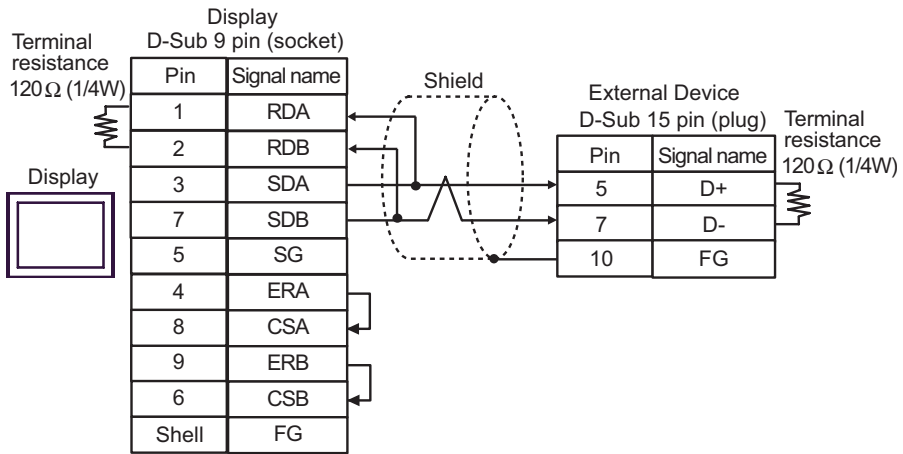 Display
D-Sub 9 pin (socket)
Terminal
resistance
120Ω (1/4W)
Pin Signal name
1 RDA
2 RDB
3 SDA
7 SDB
5 SG
4 ERA
8 CSA
9 ERB
6 CSB
Shell FG
Display
Shield
External Device
D-Sub 15 pin (plug)
Pin Signal name
5 D+
7 D-
10 FG
Terminal
resistance
120Ω (1/4W)